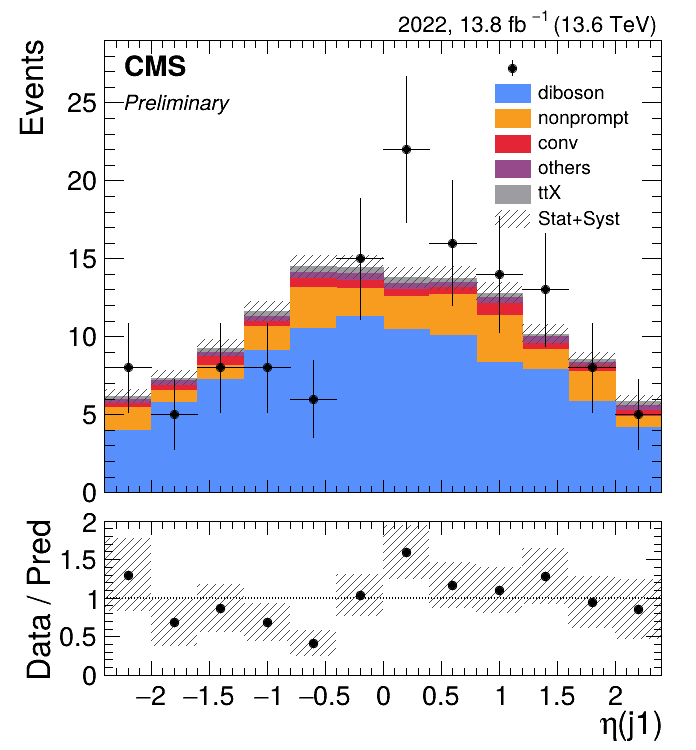 2022, 13.8 fb⁻¹ (13.6 TeV)
CMS
Preliminary
diboson
nonprompt
conv
others
ttX
Stat+Syst
Events
25
20
15
10
5
0
Data / Pred
2
1.5
1
0.5
0
−2 −1.5 −1 −0.5 0 0.5 1 1.5 2
η(j1)